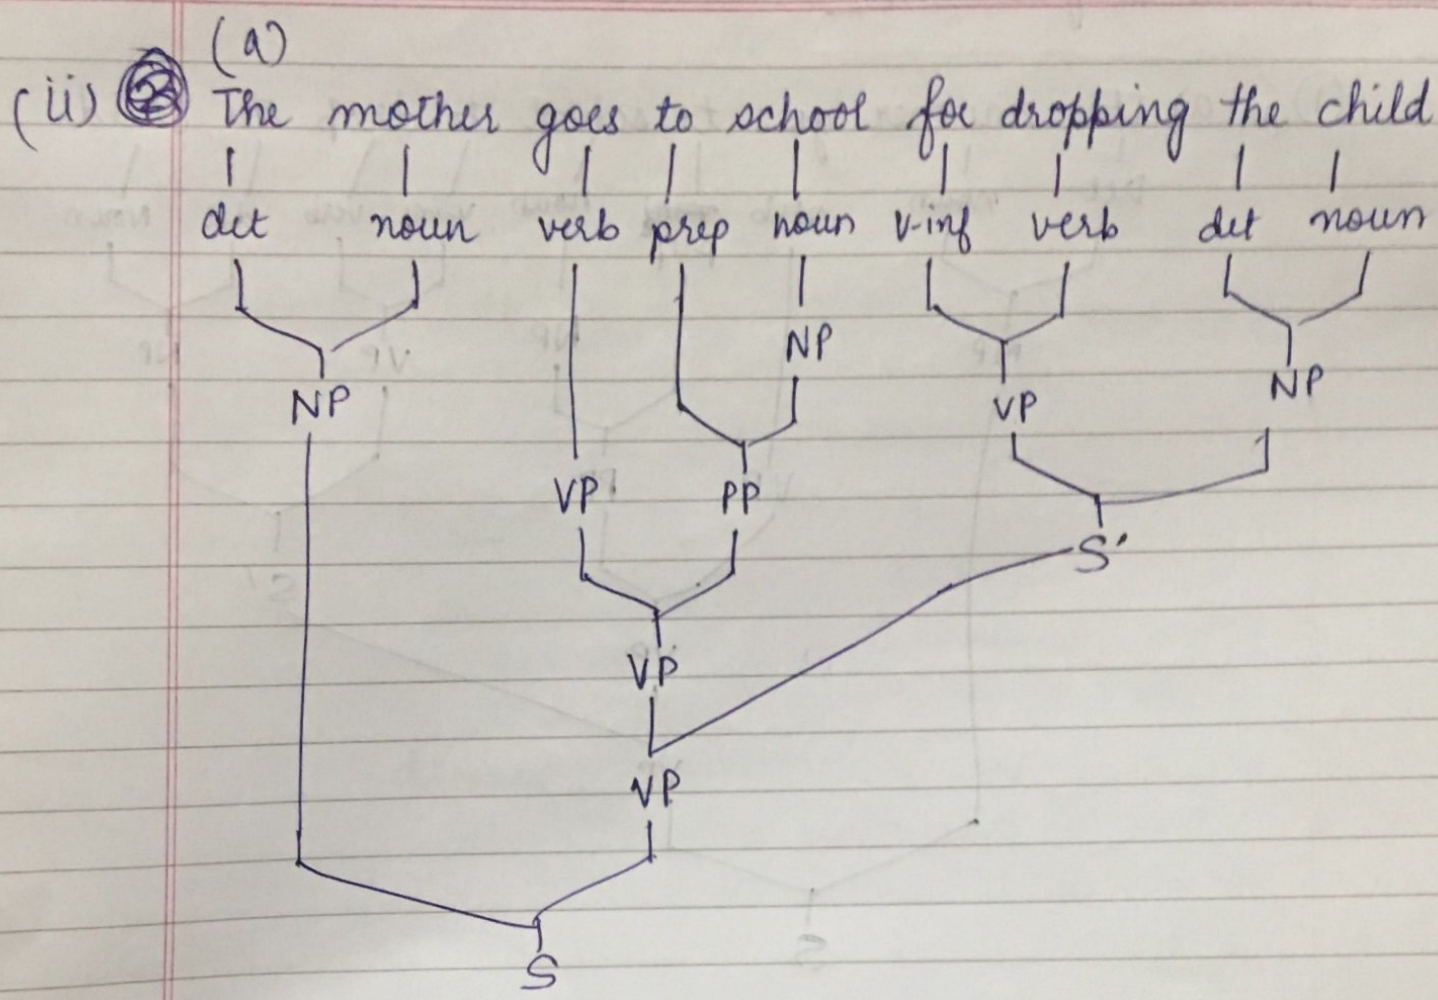 (a)
(ii) The mother goes to school for dropping the child
det noun verb prep noun v-inf verb det noun
NP
NP VP NP
VP PP
S'
VP
VP
S